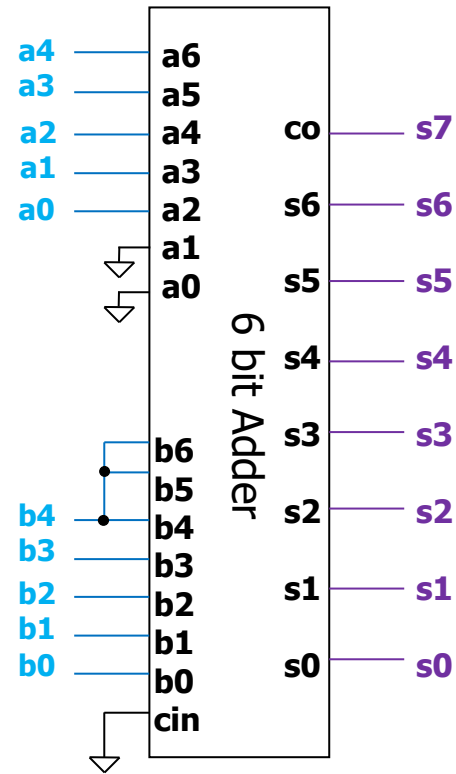 a4
a3
a2
a1
a0
a6
a5
a4
a3
a2
a1
a0
b4
b3
b2
b1
b0
b6
b5
b4
b3
b2
b1
b0
cin
6 bit Adder
co
s6
s5
s4
s3
s2
s1
s0
s7
s6
s5
s4
s3
s2
s1
s0